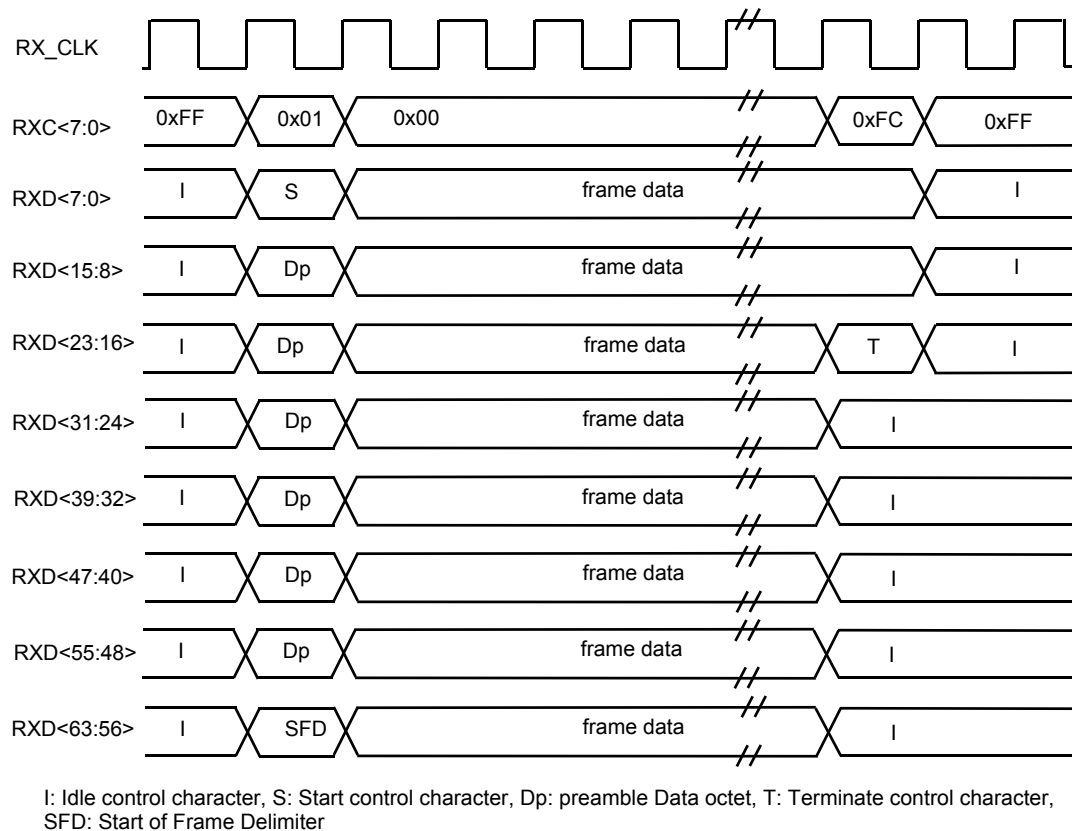 RX_CLK
RXC<7:0> 0xFF 0x01 0x00 0xFC 0xFF
RXD<7:0> I S frame data I
RXD<15:8> I Dp frame data I
RXD<23:16> I Dp frame data T I
RXD<31:24> I Dp frame data I
RXD<39:32> I Dp frame data I
RXD<47:40> I Dp frame data I
RXD<55:48> I Dp frame data I
RXD<63:56> I SFD frame data I
I: Idle control character, S: Start control character, Dp: preamble Data octet, T: Terminate control character,
SFD: Start of Frame Delimiter